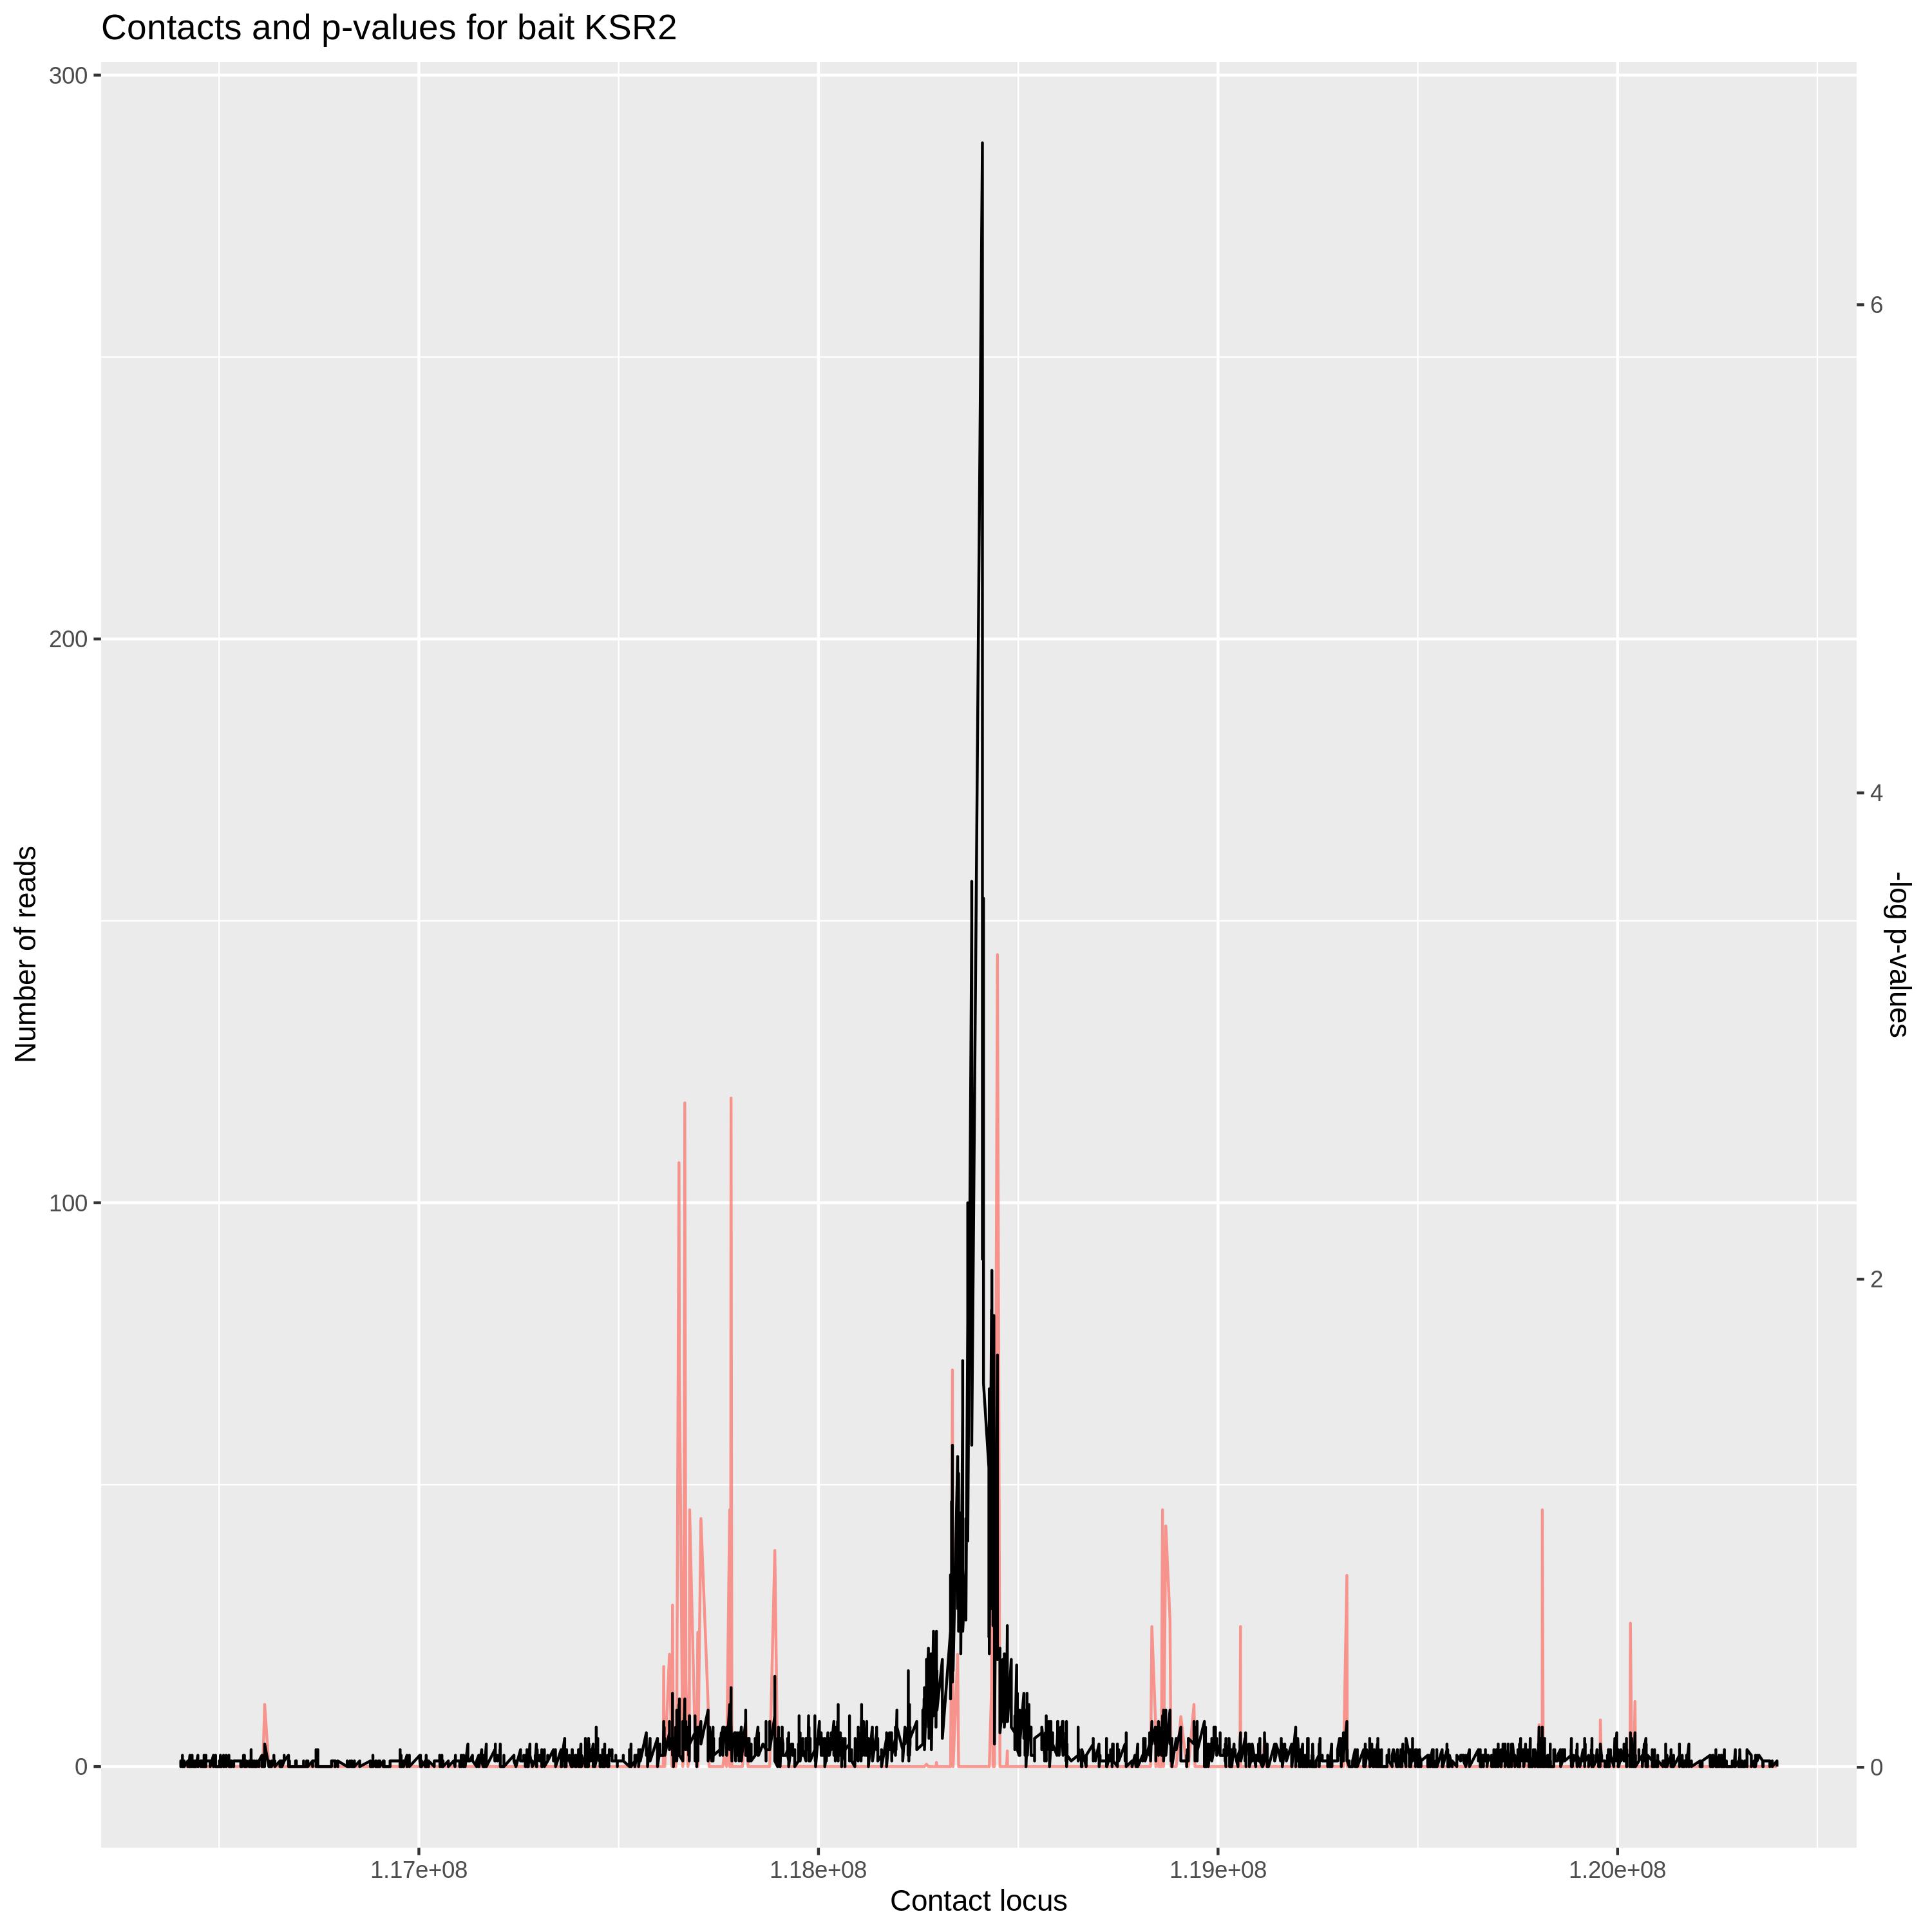 Contacts and p-values for bait KSR2
300
200
100
0
Number of reads
6
4
2
0
-log p-values
1.17e+08
1.18e+08
1.19e+08
1.20e+08
Contact locus